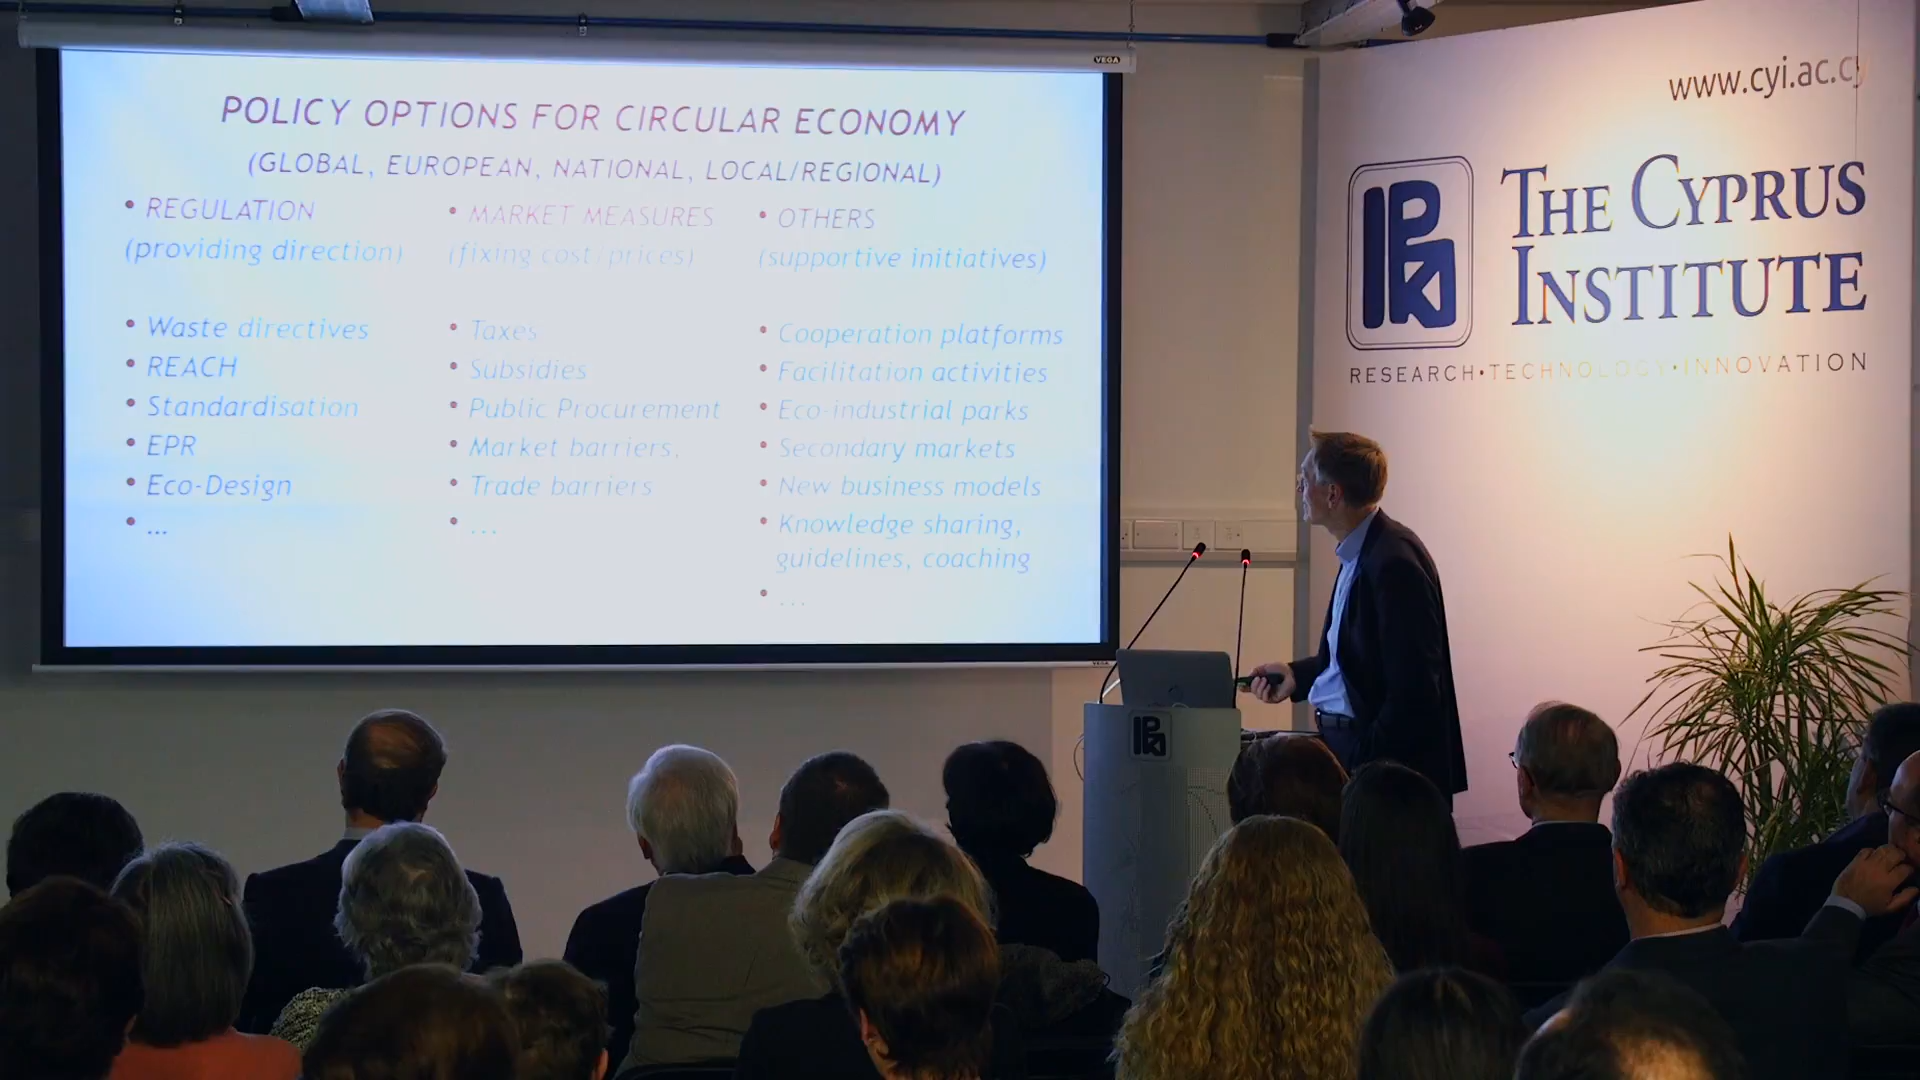 VEGA
POLICY OPTIONS FOR CIRCULAR ECONOMY
(GLOBAL, EUROPEAN, NATIONAL, LOCAL/REGIONAL)
• REGULATION
(providing direction)
• Waste directives
• REACH
• Standardisation
• EPR
• Eco-Design
• ...
• MARKET MEASURES
(fixing cost/prices)
• Taxes
• Subsidies
• Public Procurement
• Market barriers,
• Trade barriers
• ...
• OTHERS
(supportive initiatives)
• Cooperation platforms
• Facilitation activities
• Eco-industrial parks
• Secondary markets
• New business models
• Knowledge sharing,
guidelines, coaching
• ...
VEGA
www.cyi.ac.cy
THE CYPRUS
INSTITUTE
RESEARCH•TECHNOLOGY•INNOVATION